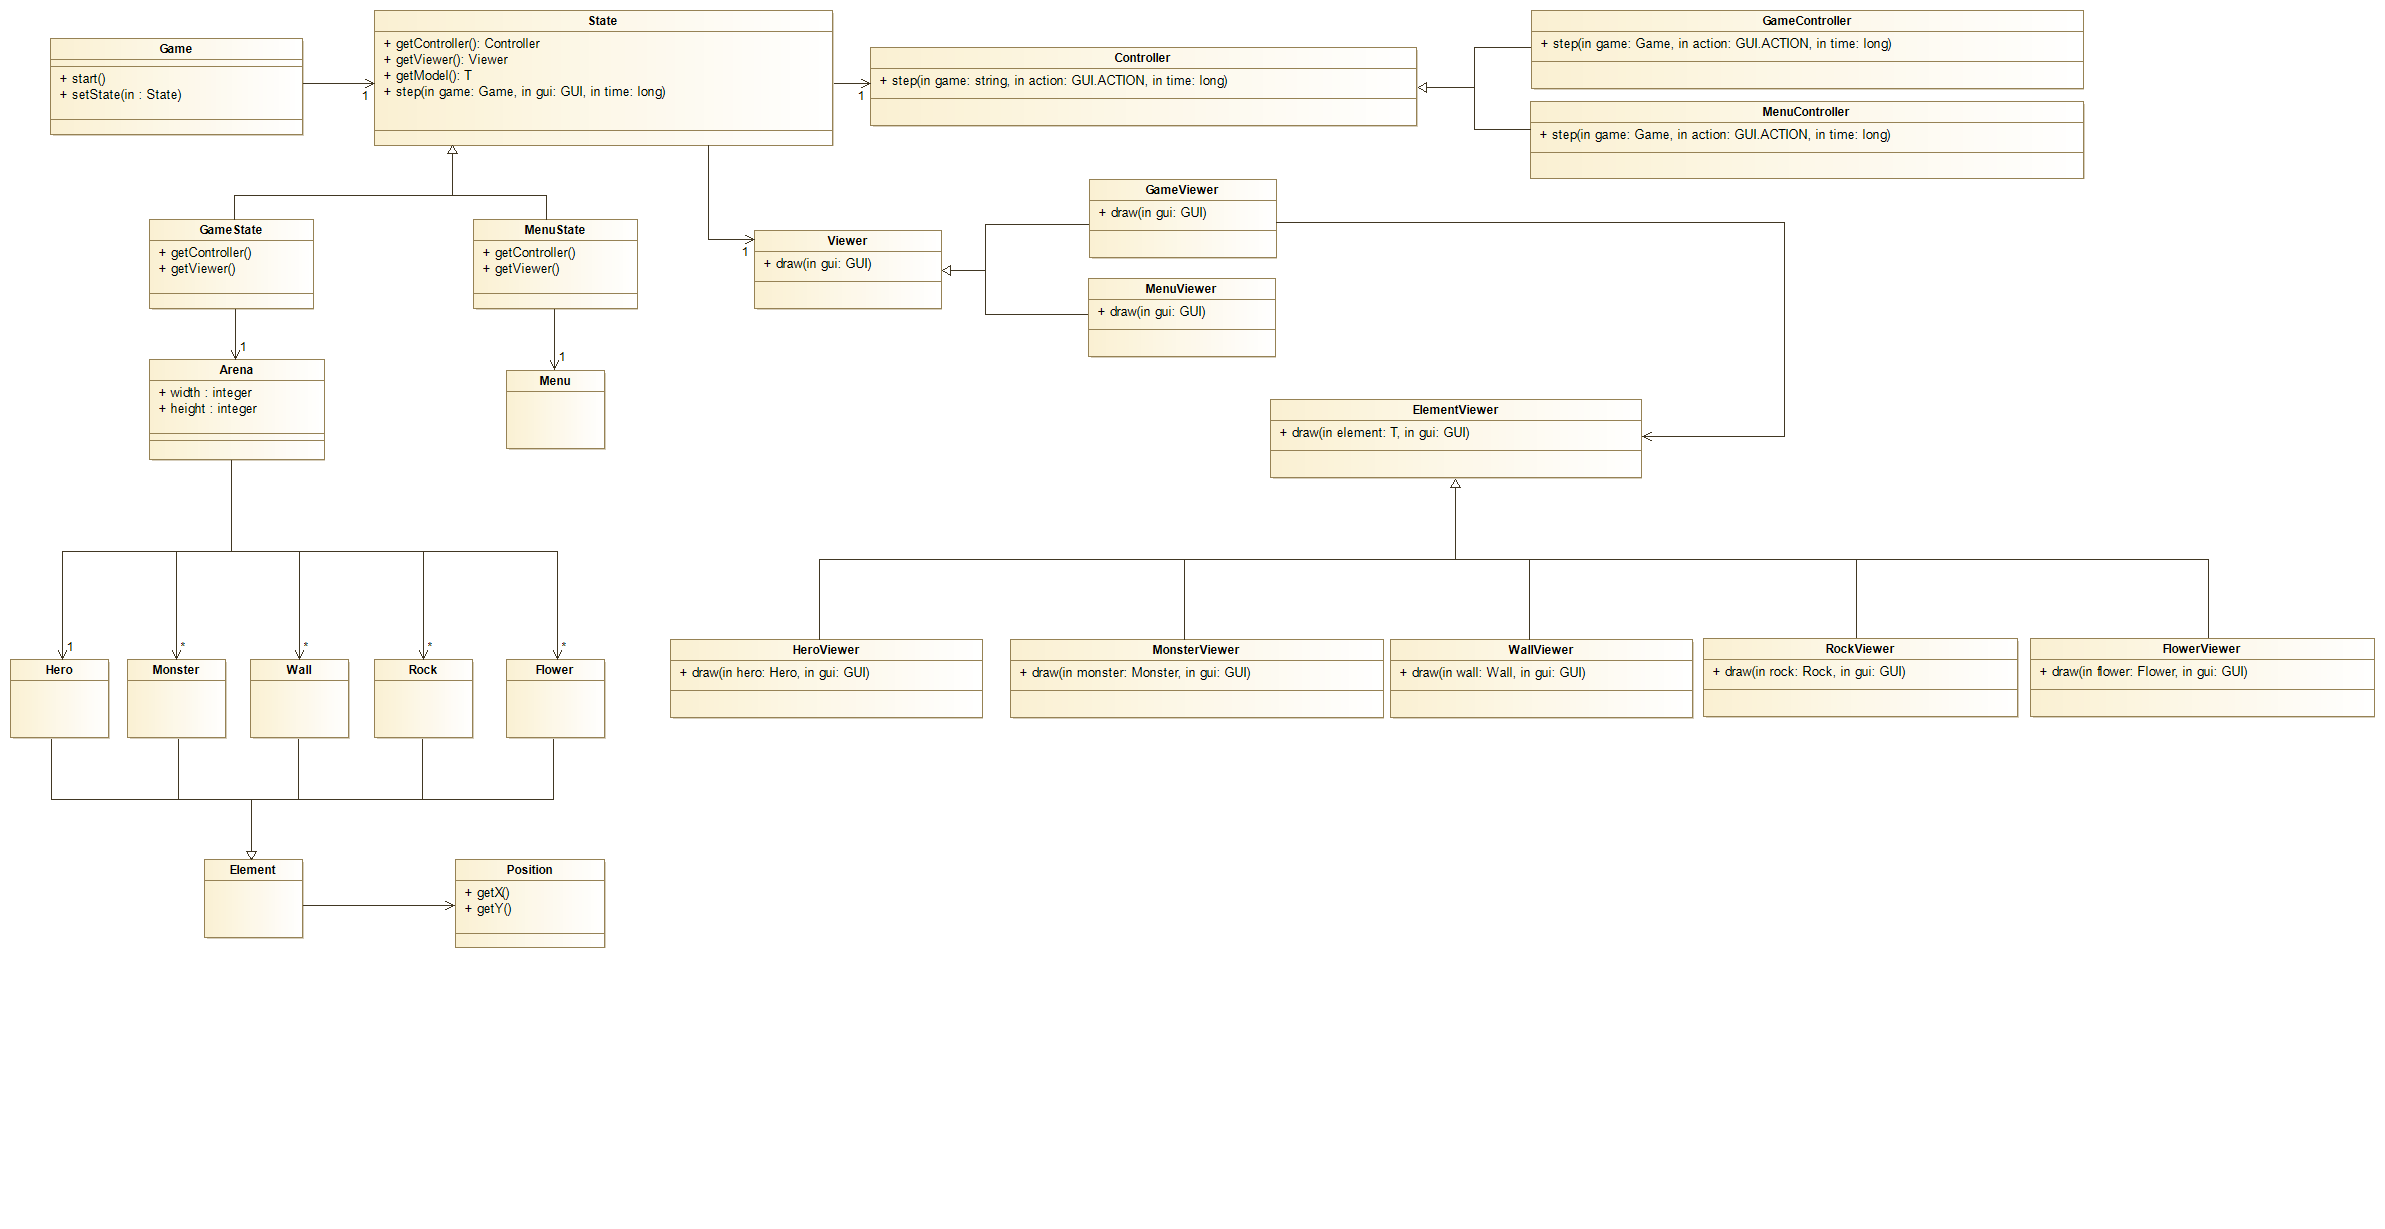 Game
+ start()
+ setState(in : State)
1
State
+ getController(): Controller
+ getViewer(): Viewer
+ getModel(): T
+ step(in game: Game, in gui: GUI, in time: long)
1
Controller
+ step(in game: string, in action: GUI.ACTION, in time: long)
GameController
+ step(in game: Game, in action: GUI.ACTION, in time: long)
MenuController
+ step(in game: Game, in action: GUI.ACTION, in time: long)
GameState
+ getController()
+ getViewer()
MenuState
+ getController()
+ getViewer()
1
Viewer
+ draw(in gui: GUI)
GameViewer
+ draw(in gui: GUI)
MenuViewer
+ draw(in gui: GUI)
1
Arena
+ width : integer
+ height : integer
1
Menu
ElementViewer
+ draw(in element: T, in gui: GUI)
1
*
*
*
*
Hero
Monster
Wall
Rock
Flower
HeroViewer
+ draw(in hero: Hero, in gui: GUI)
MonsterViewer
+ draw(in monster: Monster, in gui: GUI)
WallViewer
+ draw(in wall: Wall, in gui: GUI)
RockViewer
+ draw(in rock: Rock, in gui: GUI)
FlowerViewer
+ draw(in flower: Flower, in gui: GUI)
Element
Position
+ getX()
+ getY()